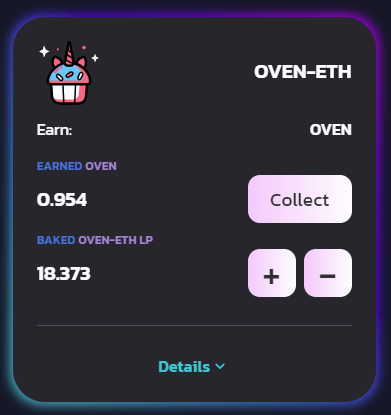 OVEN-ETH
Earn: OVEN
EARNED OVEN
0.954 Collect
BAKED OVEN-ETH LP
18.373 + −
Details